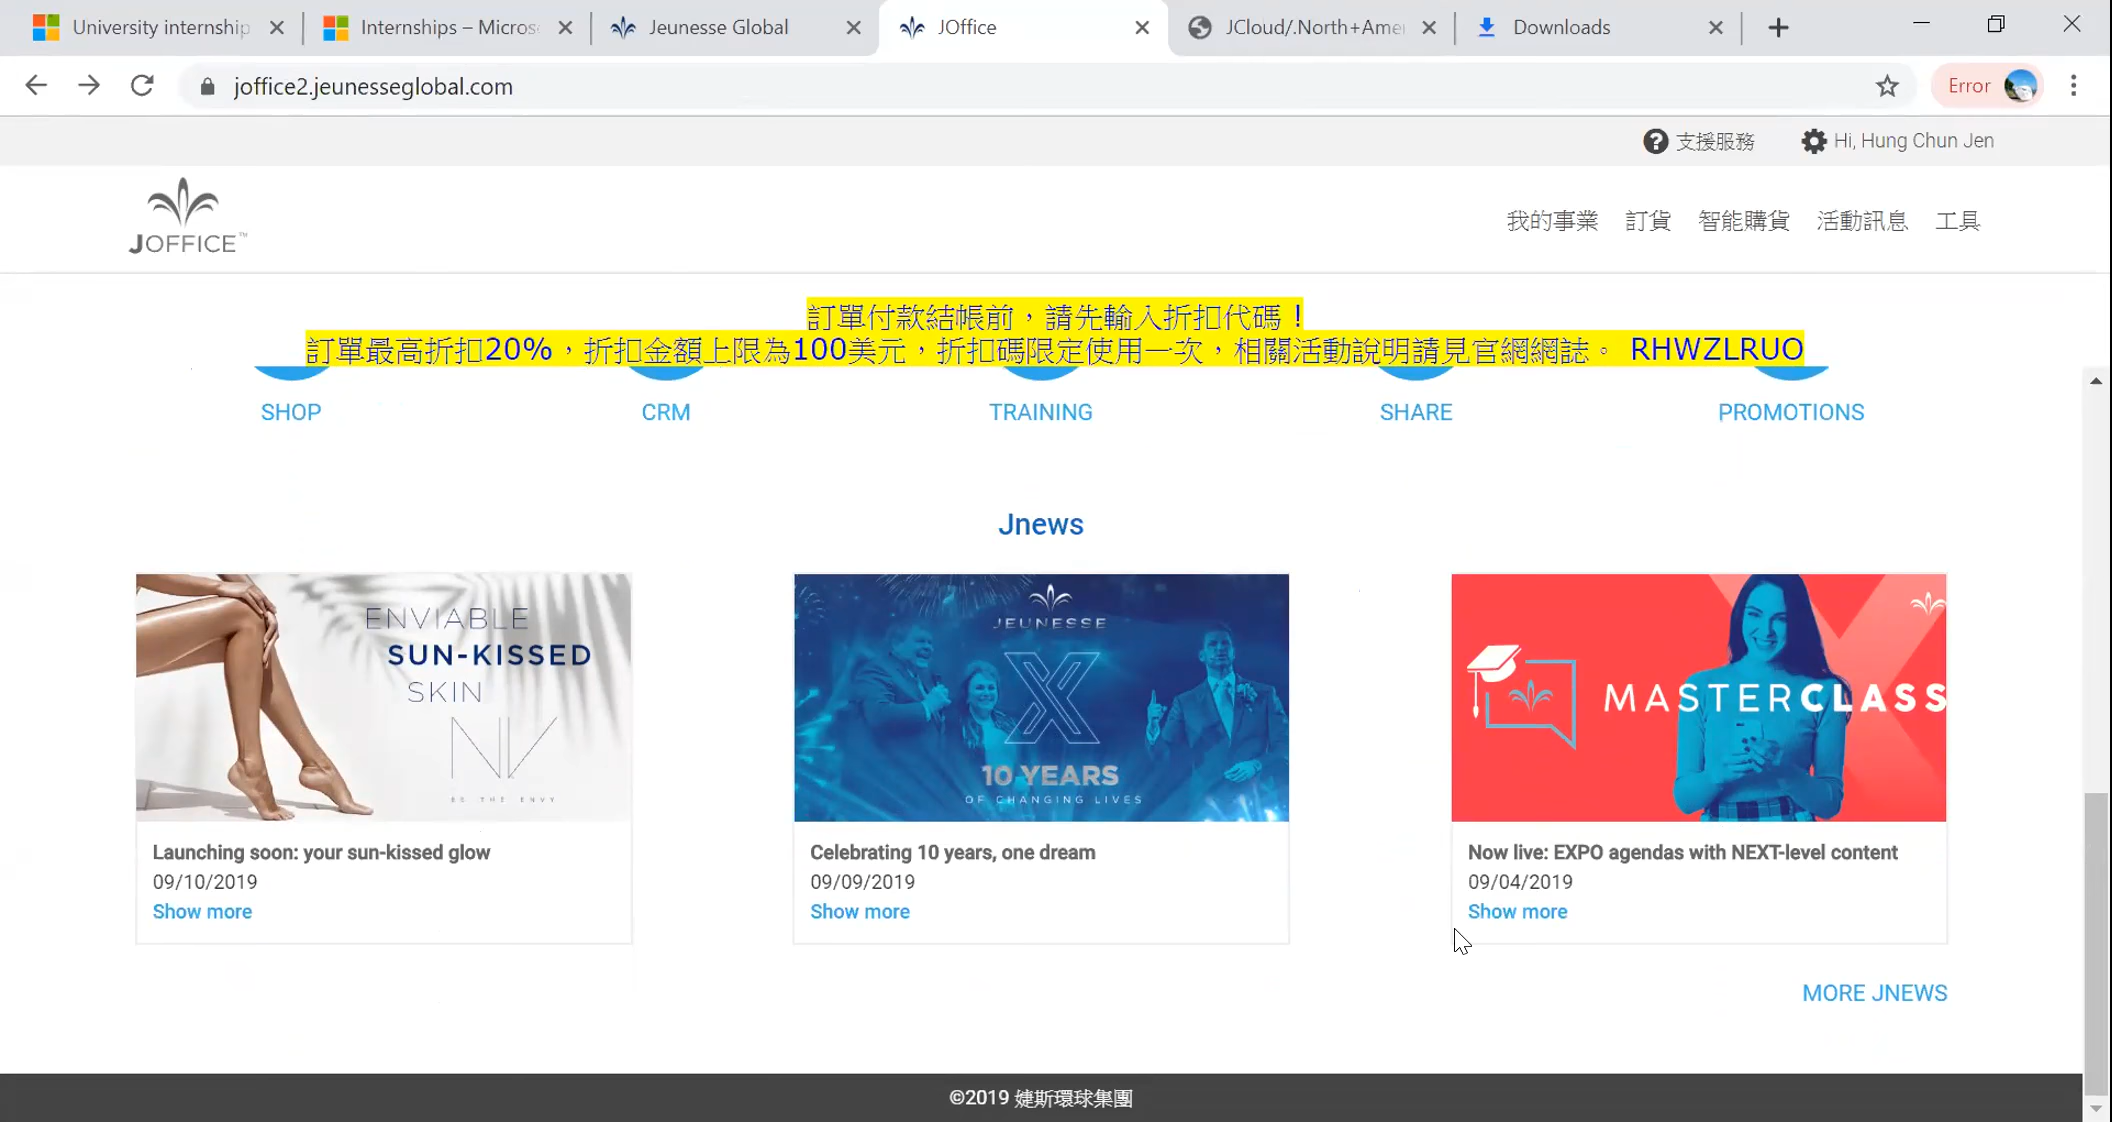 University internship
Internships – Micros
Jeunesse Global
JOffice
JCloud/.North+Amer
Downloads
joffice2.jeunesseglobal.com
Error
支援服務
Hi, Hung Chun Jen
JOFFICE™
我的事業 訂貨 智能購貨 活動訊息 工具
訂單付款結帳前，請先輸入折扣代碼！
訂單最高折扣20%，折扣金額上限為100美元，折扣碼限定使用一次，相關活動說明請見官網網誌。 RHWZLRUO
SHOP
CRM
TRAINING
SHARE
PROMOTIONS
Jnews
ENVIABLE
SUN-KISSED
SKIN
NV
BE THE ENVY
Launching soon: your sun-kissed glow
09/10/2019
Show more
JEUNESSE
X
10 YEARS
OF CHANGING LIVES
Celebrating 10 years, one dream
09/09/2019
Show more
MASTERCLASS
Now live: EXPO agendas with NEXT-level content
09/04/2019
Show more
MORE JNEWS
©2019 婕斯環球集團